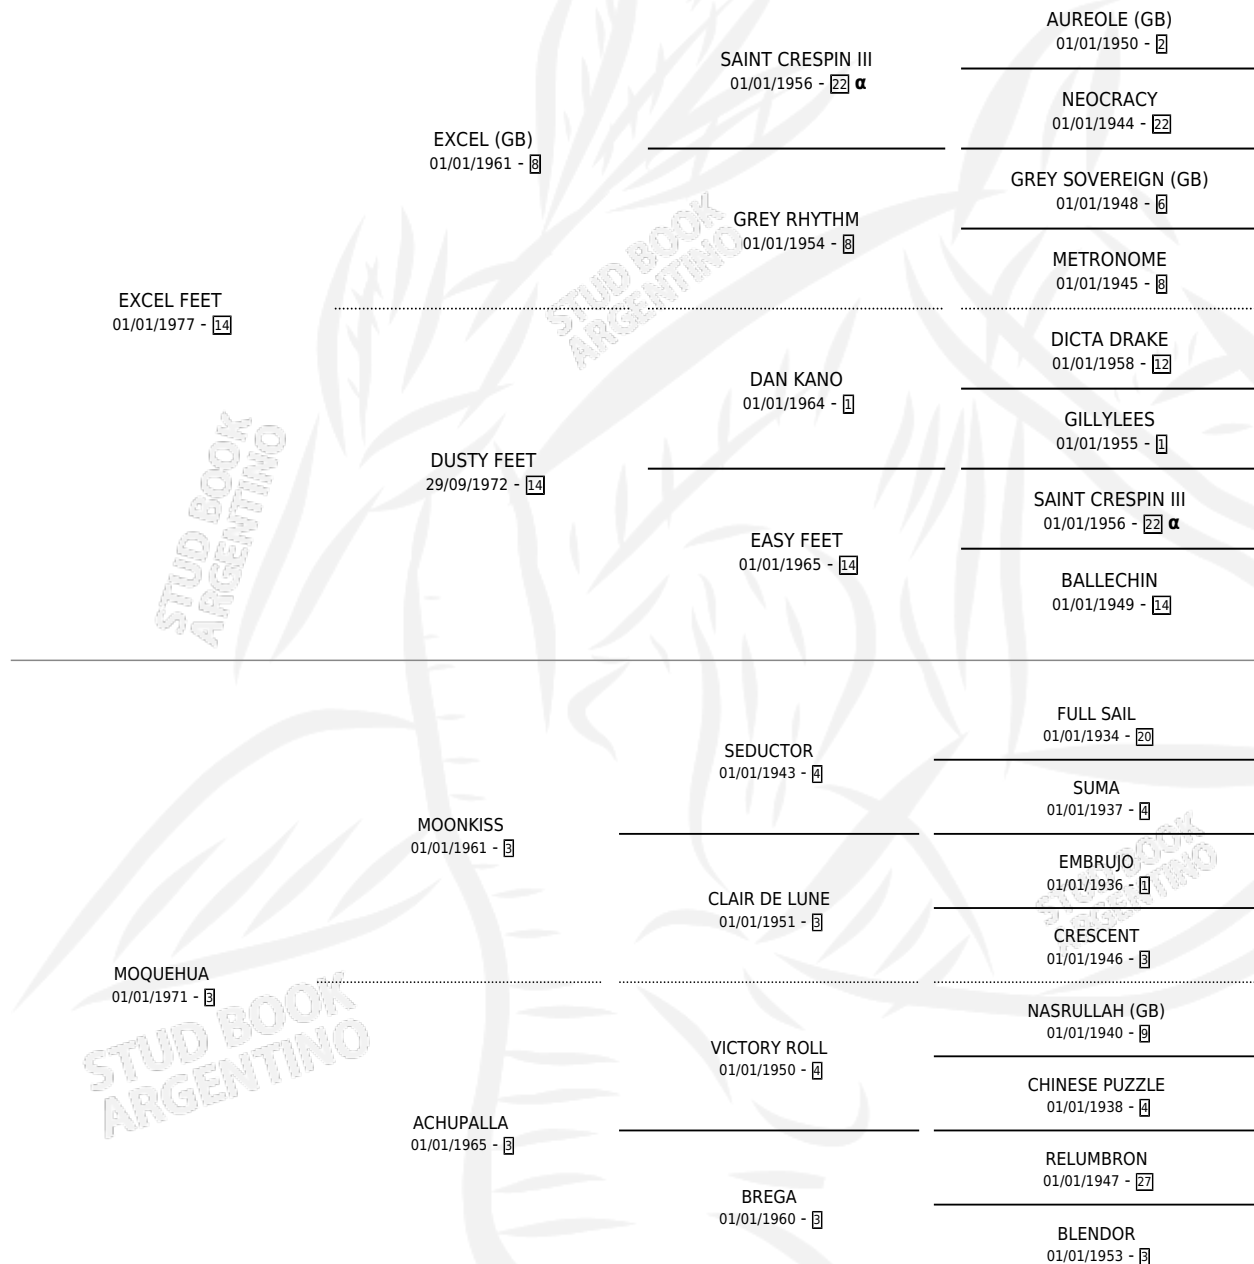 AUREOLE (GB)
01/01/1950 - 2
SAINT CRESPIN III
01/01/1956 - 22 α
NEOCRACY
01/01/1944 - 22
EXCEL (GB)
01/01/1961 - 8
GREY SOVEREIGN (GB)
01/01/1948 - 6
GREY RHYTHM
01/01/1954 - 8
METRONOME
01/01/1945 - 8
STUD BOOK
ARGENTINO
EXCEL FEET
01/01/1977 - 14
DICTA DRAKE
01/01/1958 - 12
DAN KANO
01/01/1964 - 1
GILLYLEES
01/01/1955 - 1
DUSTY FEET
29/09/1972 - 14
SAINT CRESPIN III
01/01/1956 - 22 α
EASY FEET
01/01/1965 - 14
BALLECHIN
01/01/1949 - 14
STUD BOOK
ARGENTINO
FULL SAIL
01/01/1934 - 20
SEDUCTOR
01/01/1943 - 4
SUMA
01/01/1937 - 4
MOONKISS
01/01/1961 - 3
EMBRUJO
01/01/1936 - 1
CLAIR DE LUNE
01/01/1951 - 3
CRESCENT
01/01/1946 - 3
STUD BOOK
ARGENTINO
MOQUEHUA
01/01/1971 - 3
NASRULLAH (GB)
01/01/1940 - 9
VICTORY ROLL
01/01/1950 - 4
CHINESE PUZZLE
01/01/1938 - 4
STUD BOOK
ARGENTINO
ACHUPALLA
01/01/1965 - 3
RELUMBRON
01/01/1947 - 27
BREGA
01/01/1960 - 3
BLENDOR
01/01/1953 - 3